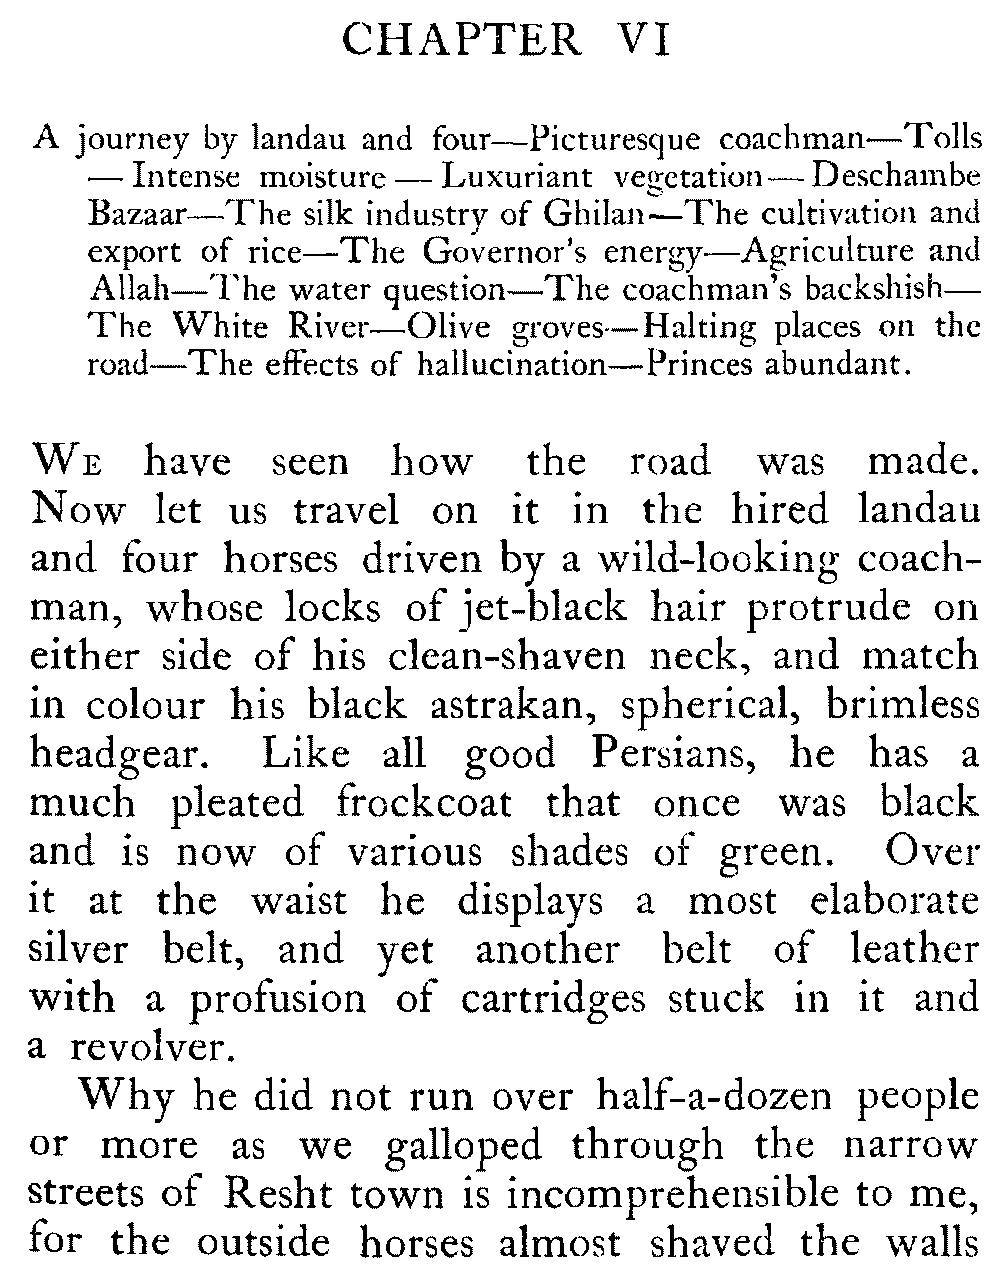 CHAPTER VI
A journey by landau and four—Picturesque coachman—Tolls
— Intense moisture — Luxuriant vegetation — Deschambe
Bazaar—The silk industry of Ghilan—The cultivation and
export of rice—The Governor's energy—Agriculture and
Allah—The water question—The coachman's backshish—
The White River—Olive groves—Halting places on the
road—The effects of hallucination—Princes abundant.
WE have seen how the road was made.
Now let us travel on it in the hired landau
and four horses driven by a wild-looking coach-
man, whose locks of jet-black hair protrude on
either side of his clean-shaven neck, and match
in colour his black astrakan, spherical, brimless
headgear. Like all good Persians, he has a
much pleated frockcoat that once was black
and is now of various shades of green. Over
it at the waist he displays a most elaborate
silver belt, and yet another belt of leather
with a profusion of cartridges stuck in it and
a revolver.
Why he did not run over half-a-dozen people
or more as we galloped through the narrow
streets of Resht town is incomprehensible to me,
for the outside horses almost shaved the walls